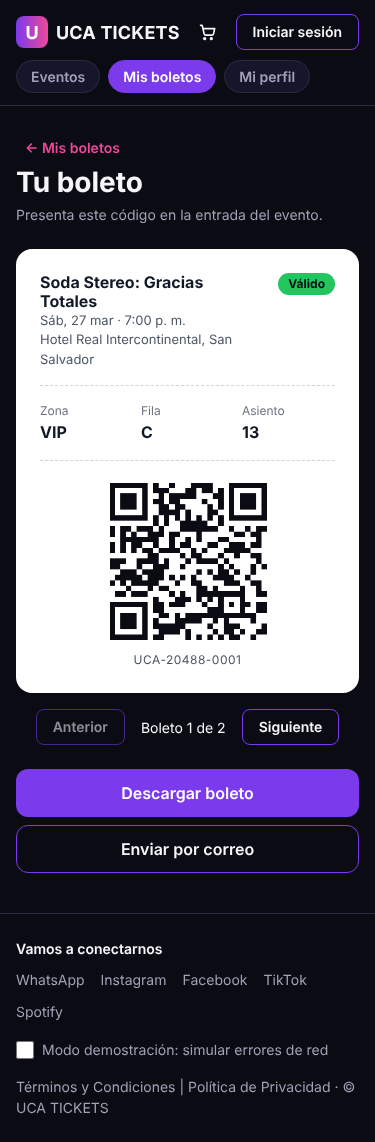 U UCA TICKETS Iniciar sesión
Eventos Mis boletos Mi perfil
← Mis boletos
Tu boleto
Presenta este código en la entrada del evento.
Soda Stereo: Gracias Válido
Totales
Sáb, 27 mar · 7:00 p. m.
Hotel Real Intercontinental, San
Salvador
Zona Fila Asiento
VIP C 13
UCA-20488-0001
Anterior Boleto 1 de 2 Siguiente
Descargar boleto
Enviar por correo
Vamos a conectarnos
WhatsApp Instagram Facebook TikTok
Spotify
Modo demostración: simular errores de red
Términos y Condiciones | Política de Privacidad · ©
UCA TICKETS